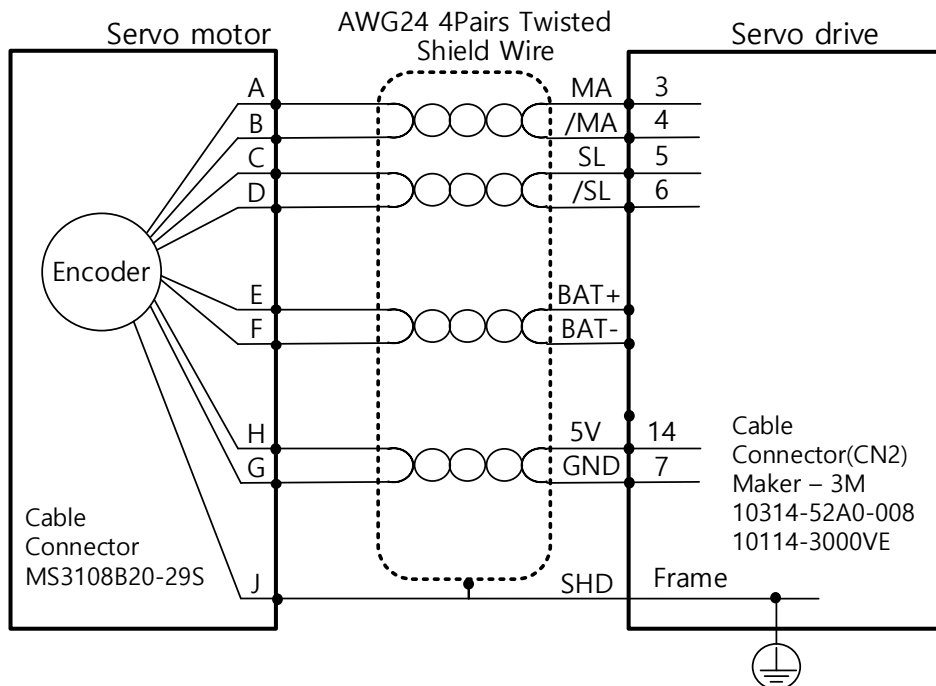 Servo motor
AWG24 4Pairs Twisted
Shield Wire
Servo drive
A
MA
3
B
/MA
4
C
SL
5
D
/SL
6
Encoder
E
BAT+
F
BAT-
H
5V
14
G
GND
7
Cable
Connector
MS3108B20-29S
Cable
Connector(CN2)
Maker – 3M
10314-52A0-008
10114-3000VE
J
SHD
Frame